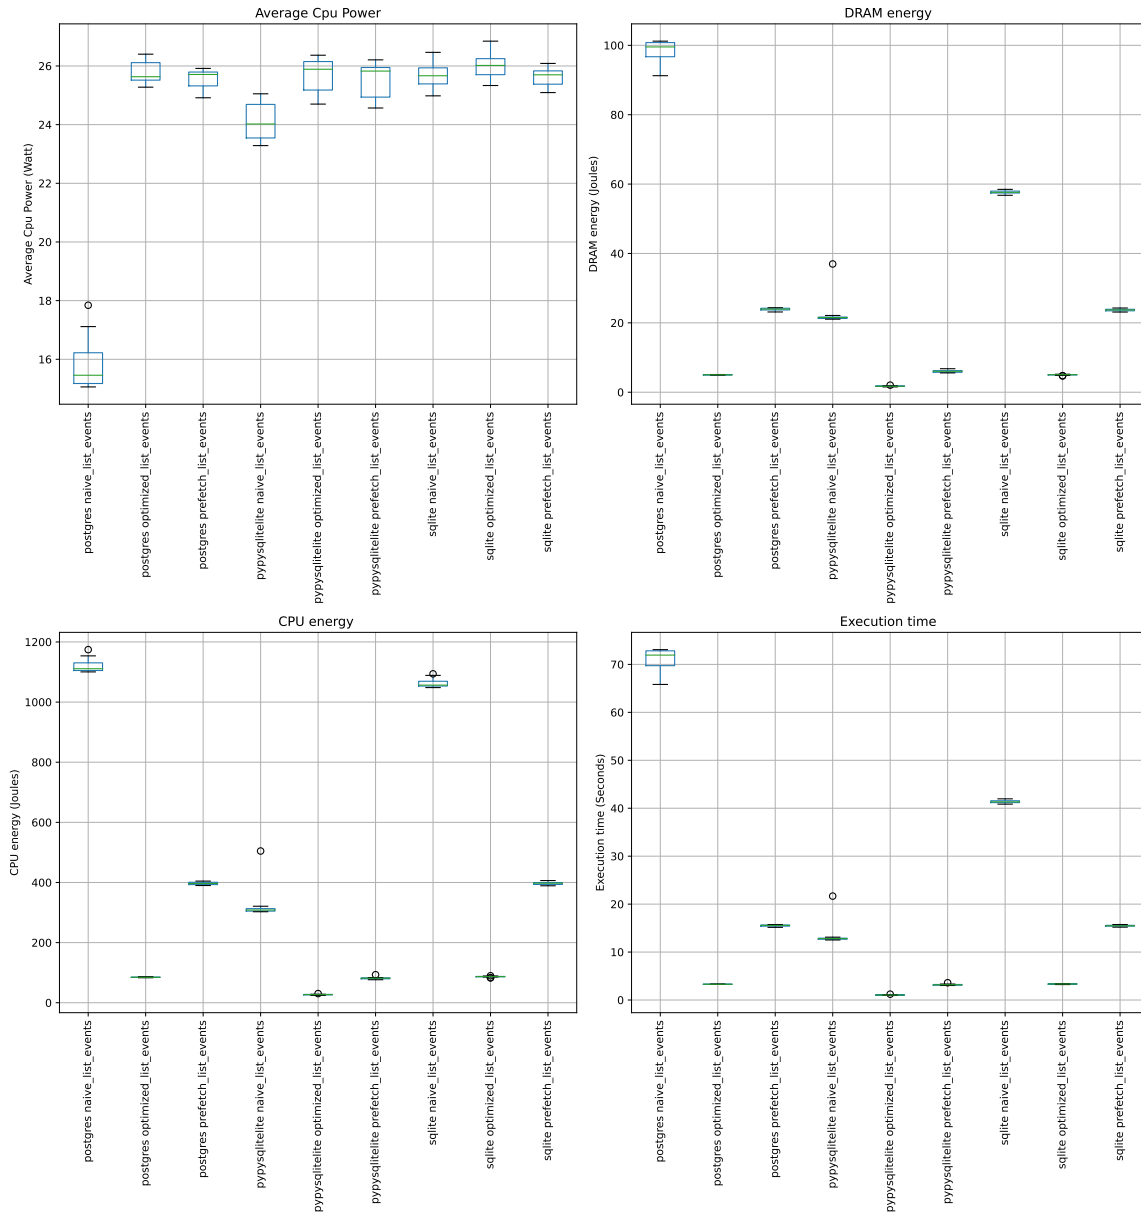 Average Cpu Power
Average Cpu Power (Watt)
26
24
22
20
18
16
postgres naive_list_events
postgres optimized_list_events
postgres prefetch_list_events
pypysqlitelite naive_list_events
pypysqlitelite optimized_list_events
pypysqlitelite prefetch_list_events
sqlite naive_list_events
sqlite optimized_list_events
sqlite prefetch_list_events
DRAM energy
DRAM energy (Joules)
100
80
60
40
20
0
postgres naive_list_events
postgres optimized_list_events
postgres prefetch_list_events
pypysqlitelite naive_list_events
pypysqlitelite optimized_list_events
pypysqlitelite prefetch_list_events
sqlite naive_list_events
sqlite optimized_list_events
sqlite prefetch_list_events
CPU energy
CPU energy (Joules)
1200
1000
800
600
400
200
0
postgres naive_list_events
postgres optimized_list_events
postgres prefetch_list_events
pypysqlitelite naive_list_events
pypysqlitelite optimized_list_events
pypysqlitelite prefetch_list_events
sqlite naive_list_events
sqlite optimized_list_events
sqlite prefetch_list_events
Execution time
Execution time (Seconds)
70
60
50
40
30
20
10
0
postgres naive_list_events
postgres optimized_list_events
postgres prefetch_list_events
pypysqlitelite naive_list_events
pypysqlitelite optimized_list_events
pypysqlitelite prefetch_list_events
sqlite naive_list_events
sqlite optimized_list_events
sqlite prefetch_list_events